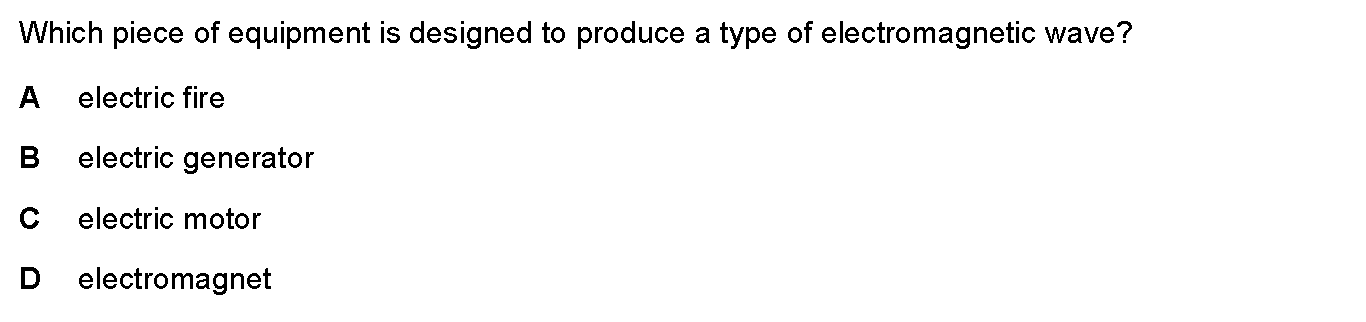 Which piece of equipment is designed to produce a type of electromagnetic wave?
A electric fire
B electric generator
C electric motor
D electromagnet